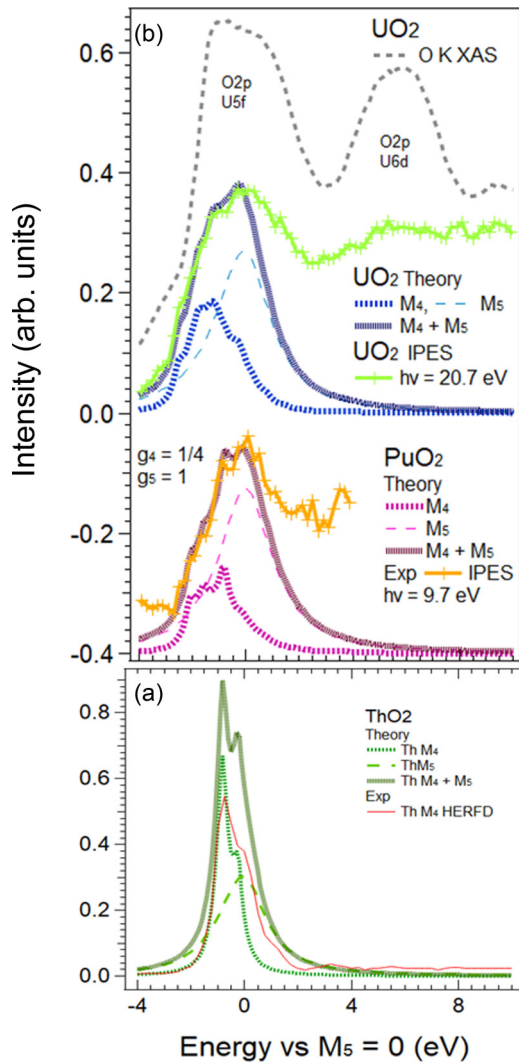 (b)
UO2
O K XAS
O2p
U5f
O2p
U6d
0.6
0.4
0.2
0.0
-0.2
-0.4
UO2 Theory
M4, M5
M4 + M5
UO2 IPES
hv = 20.7 eV
g4 = 1/4
g5 = 1
PuO2
Theory
M4
M5
M4 + M5
Exp IPES
hv = 9.7 eV
Intensity (arb. units)
(a)
0.8
0.6
0.4
0.2
0.0
ThO2
Theory
Th M4
ThM5
Th M4 + M5
Exp
Th M4 HERFD
-4 0 4 8
Energy vs M5 = 0 (eV)